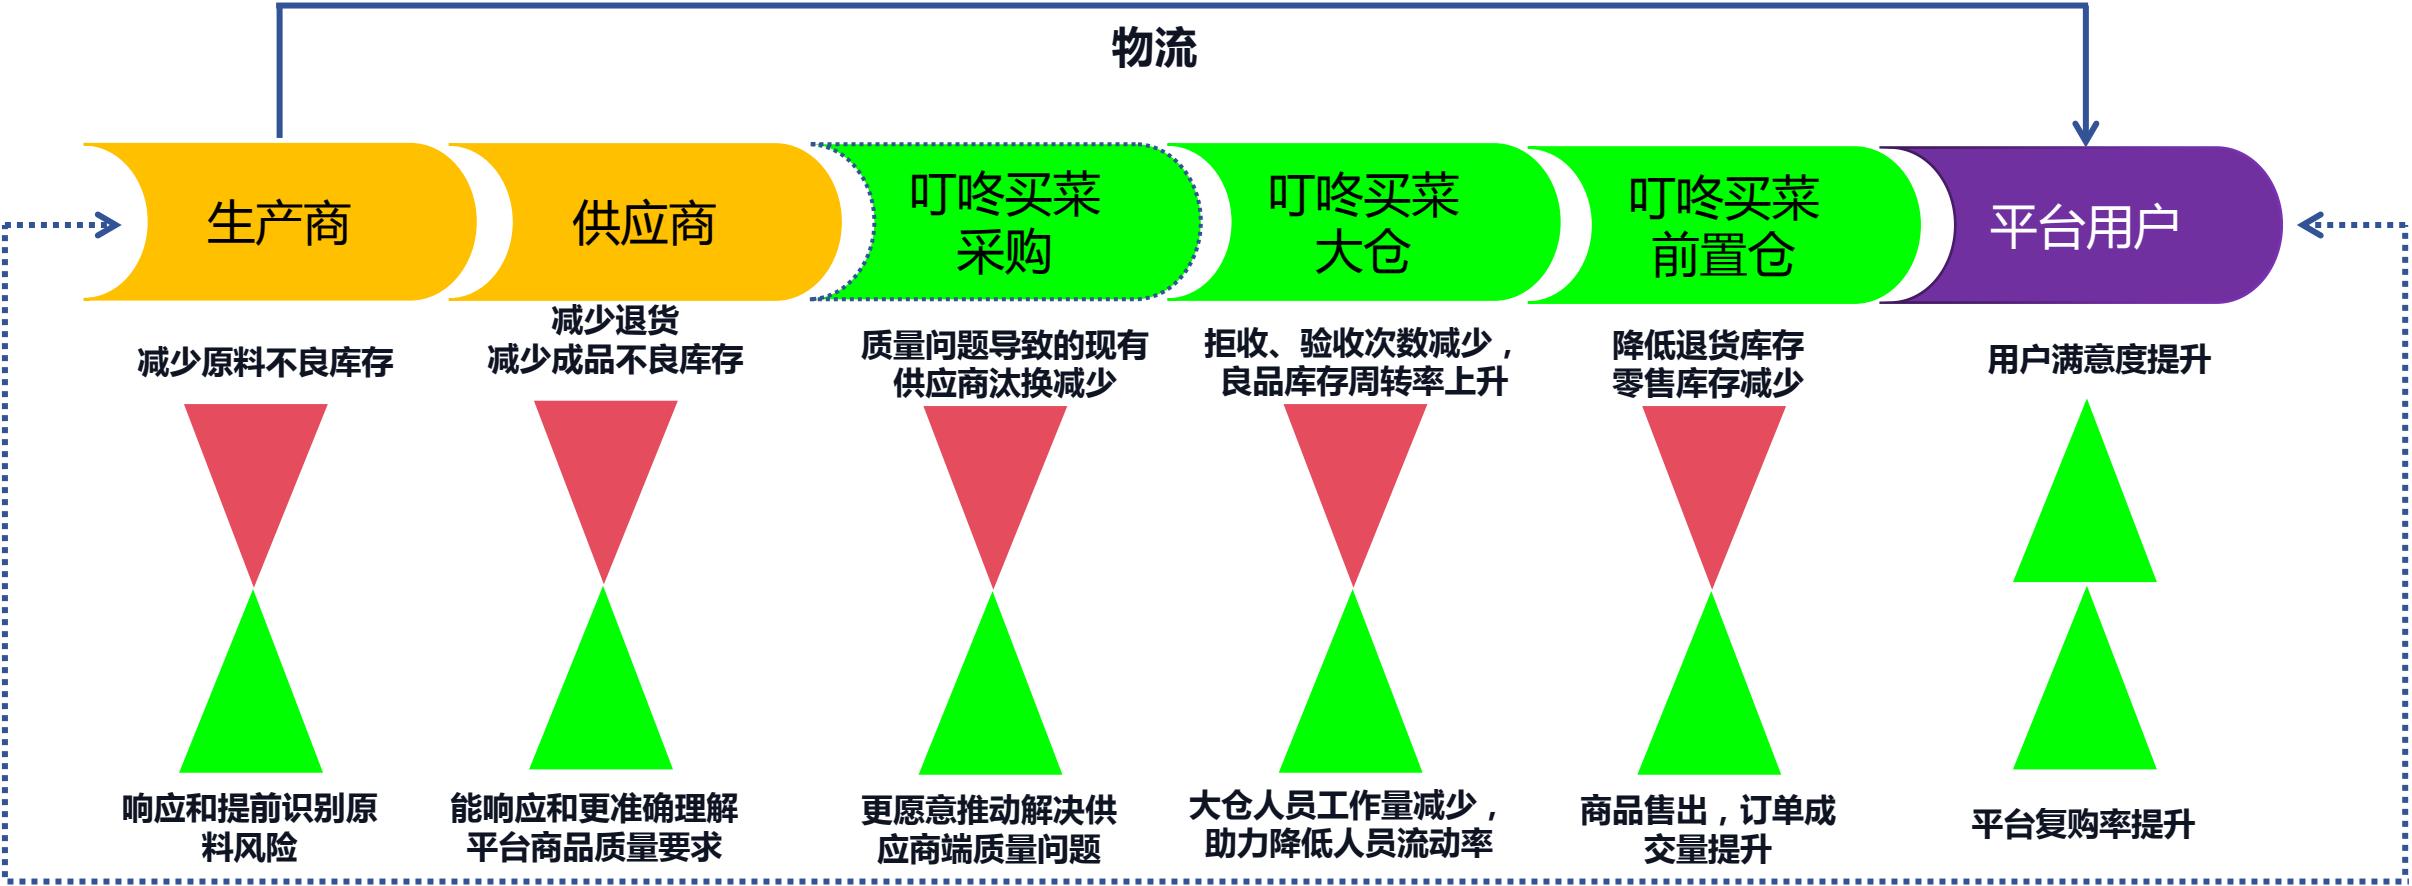 物流
生产商
供应商
叮咚买菜
采购
叮咚买菜
大仓
叮咚买菜
前置仓
平台用户
减少原料不良库存
减少退货
减少成品不良库存
质量问题导致的现有
供应商汰换减少
拒收、验收次数减少，
良品库存周转率上升
降低退货库存
零售库存减少
用户满意度提升
响应和提前识别原
料风险
能响应和更准确理解
平台商品质量要求
更愿意推动解决供
应商端质量问题
大仓人员工作量减少，
助力降低人员流动率
商品售出，订单成
交量提升
平台复购率提升